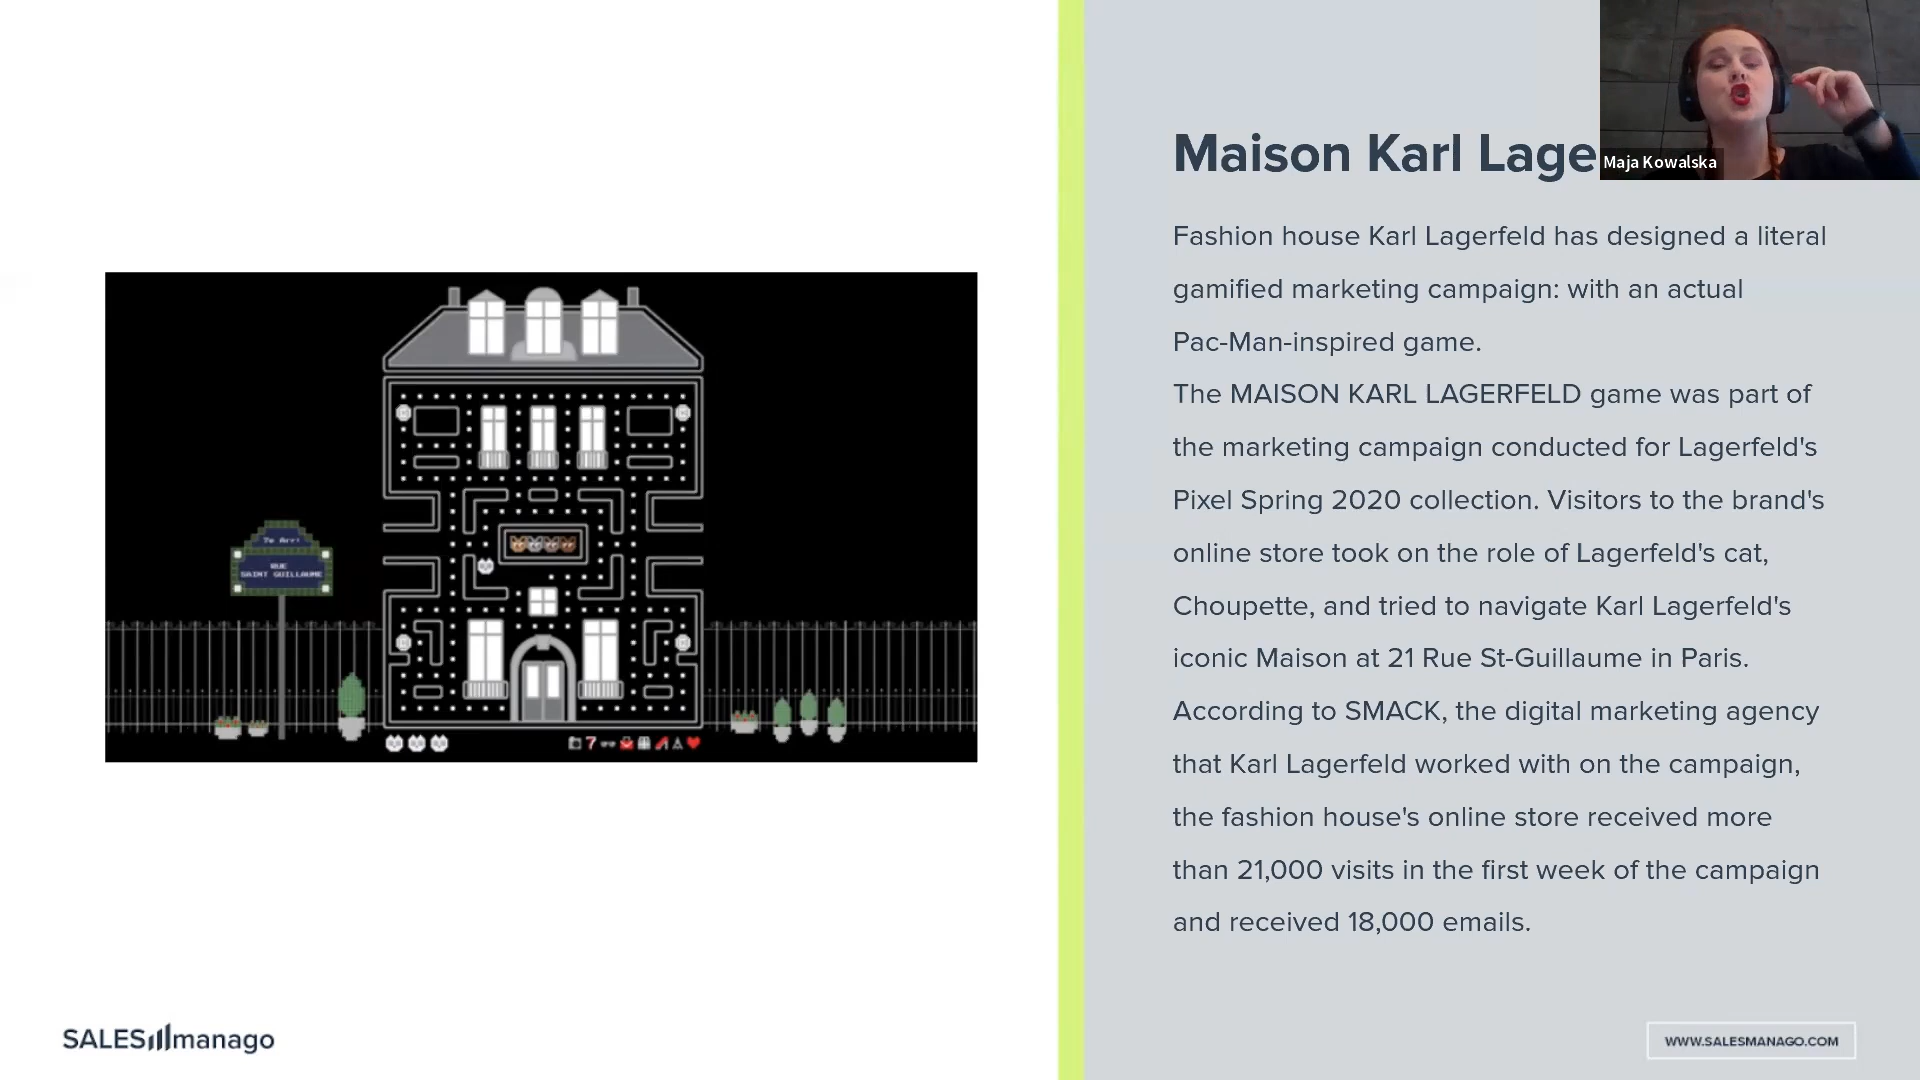 Maison Karl Lage
Maja Kowalska
Fashion house Karl Lagerfeld has designed a literal
gamified marketing campaign: with an actual
Pac-Man-inspired game.
The MAISON KARL LAGERFELD game was part of
the marketing campaign conducted for Lagerfeld's
Pixel Spring 2020 collection. Visitors to the brand's
online store took on the role of Lagerfeld's cat,
Choupette, and tried to navigate Karl Lagerfeld's
iconic Maison at 21 Rue St-Guillaume in Paris.
According to SMACK, the digital marketing agency
that Karl Lagerfeld worked with on the campaign,
the fashion house's online store received more
than 21,000 visits in the first week of the campaign
and received 18,000 emails.
RUE
SAINT GUILLAUME
7
SALESmanago
WWW.SALESMANAGO.COM